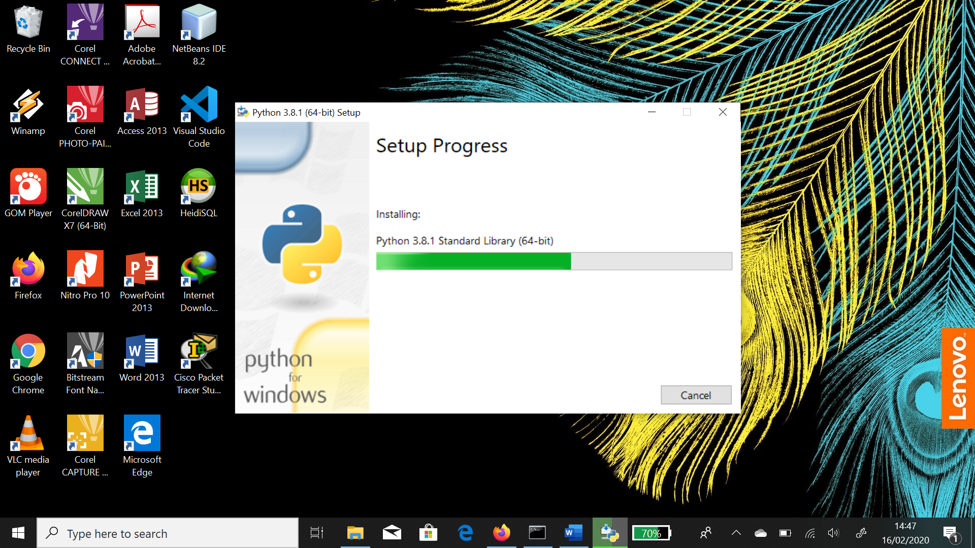 Recycle Bin
Corel
CONNECT ...
Adobe
Acrobat...
NetBeans IDE
8.2
Winamp
Corel
PHOTO-PAI...
Access 2013
Visual Studio
Code
GOM Player
CorelDRAW
X7 (64-Bit)
Excel 2013
HS
HeidiSQL
Firefox
Nitro Pro 10
PowerPoint
2013
Internet
Downlo...
Google
Chrome
Bitstream
Font Na...
Word 2013
Cisco Packet
Tracer Stu...
VLC media
player
Corel
CAPTURE ...
Microsoft
Edge
Python 3.8.1 (64-bit) Setup
Setup Progress
Installing:
Python 3.8.1 Standard Library (64-bit)
python
for
windows
Cancel
Lenovo
Type here to search
70%
14:47
16/02/2020
1